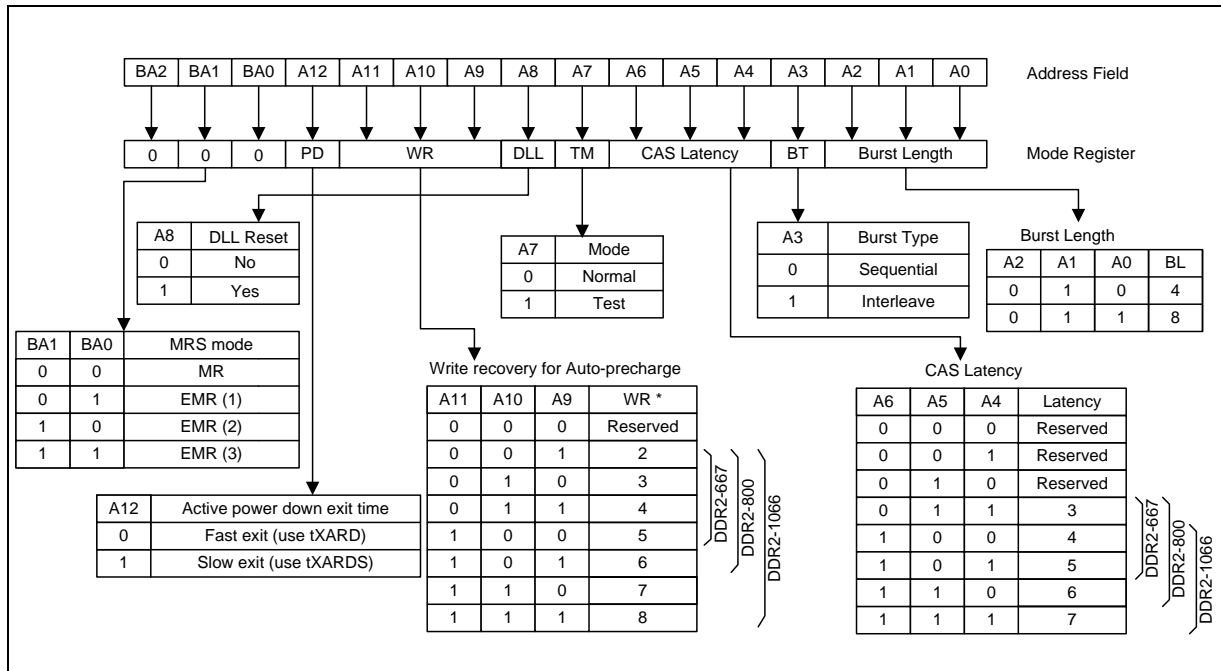 BA2 BA1 BA0 A12 A11 A10 A9 A8 A7 A6 A5 A4 A3 A2 A1 A0 Address Field
0 0 0 PD WR DLL TM CAS Latency BT Burst Length Mode Register
A8 DLL Reset
0 No
1 Yes
A7 Mode
0 Normal
1 Test
A3 Burst Type
0 Sequential
1 Interleave
Burst Length
A2 A1 A0 BL
0 1 0 4
0 1 1 8
BA1 BA0 MRS mode
0 0 MR
0 1 EMR (1)
1 0 EMR (2)
1 1 EMR (3)
A12 Active power down exit time
0 Fast exit (use tXARD)
1 Slow exit (use tXARDS)
Write recovery for Auto-precharge
A11 A10 A9 WR *
0 0 0 Reserved
0 0 1 2
0 1 0 3
0 1 1 4
1 0 0 5
1 0 1 6
1 1 0 7
1 1 1 8
DDR2-667
DDR2-800
DDR2-1066
CAS Latency
A6 A5 A4 Latency
0 0 0 Reserved
0 0 1 Reserved
0 1 0 Reserved
0 1 1 3
1 0 0 4
1 0 1 5
1 1 0 6
1 1 1 7
DDR2-667
DDR2-800
DDR2-1066